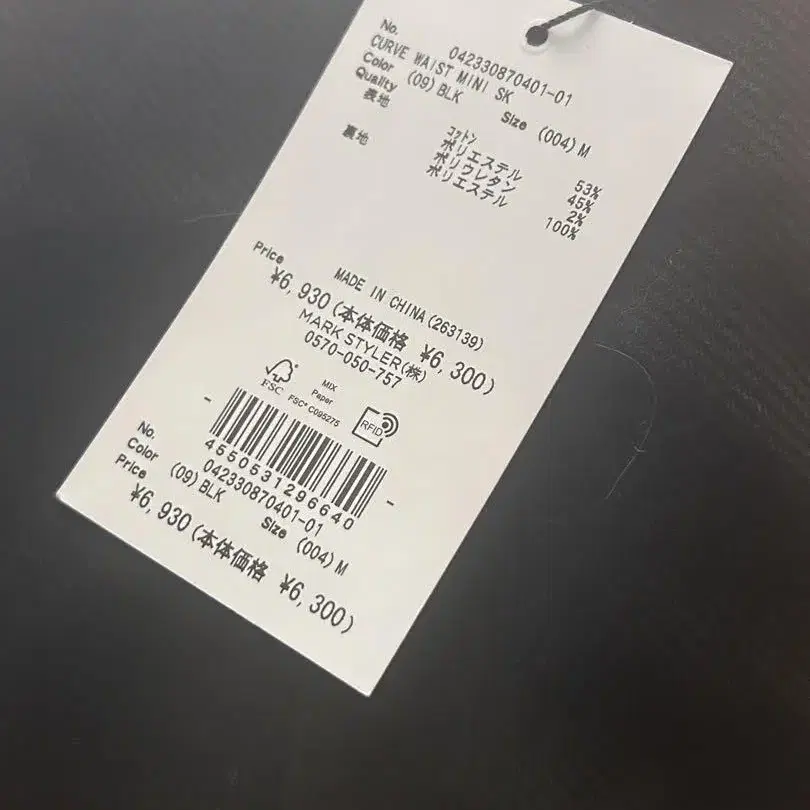 No. 042330870401-01
CURVE WAIST MINI SK
Color (09)BLK Size (004)M
Quality
表地 コットン 53%
ポリエステル 45%
ポリウレタン 2%
裏地 ポリエステル 100%
MADE IN CHINA(263139)
Price ¥6,930(本体価格 ¥6,300)
MARK STYLER(株)
0570-050-757
FSC
MIX
Paper
FSC® C095275
RFID
4550531296640
No. 042330870401-01
Color (09)BLK Size (004)M
Price ¥6,930(本体価格 ¥6,300)